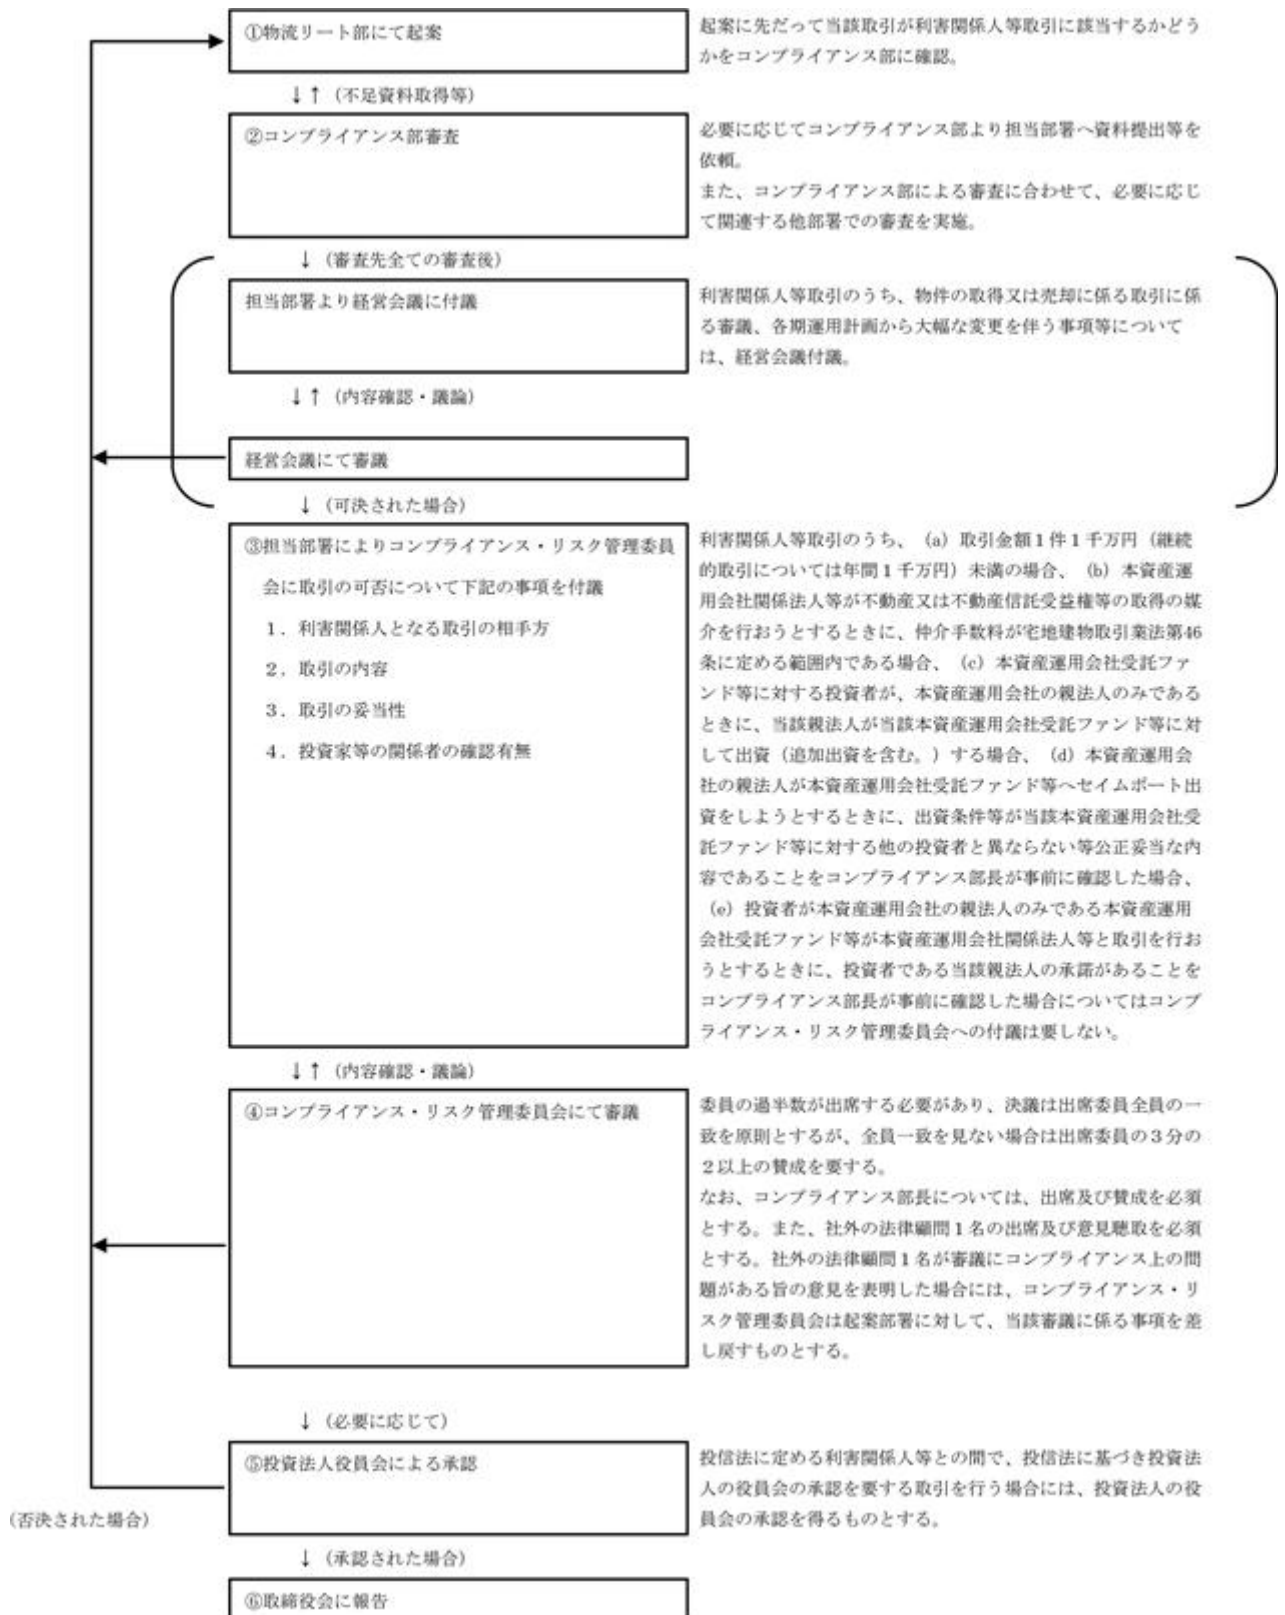 ①物流リート部にて起案
起案に先だって当該取引が利害関係人等取引に該当するかどう
かをコンプライアンス部に確認。
↓↑（不足資料取得等）
②コンプライアンス部審査
必要に応じてコンプライアンス部より担当部署へ資料提出等を
依頼。
また、コンプライアンス部による審査に合わせて、必要に応じ
て関連する他部署での審査を実施。
↓（審査先全ての審査後）
担当部署より経営会議に付議
利害関係人等取引のうち、物件の取得又は売却に係る取引に係
る審議、各期運用計画から大幅な変更を伴う事項等について
は、経営会議付議。
↓↑（内容確認・議論）
経営会議にて審議
↓（可決された場合）
③担当部署によりコンプライアンス・リスク管理委員
会に取引の可否について下記の事項を付議
１．利害関係人となる取引の相手方
２．取引の内容
３．取引の妥当性
４．投資家等の関係者の確認有無
利害関係人等取引のうち、（a）取引金額１件１千万円（継続
的取引については年間１千万円）未満の場合、（b）本資産運
用会社関係法人等が不動産又は不動産信託受益権等の取得の媒
介を行おうとするときに、仲介手数料が宅地建物取引業法第46
条に定める範囲内である場合、（c）本資産運用会社受託ファ
ンド等に対する投資者が、本資産運用会社の親法人のみである
ときに、当該親法人が当該本資産運用会社受託ファンド等に対
して出資（追加出資を含む。）する場合、（d）本資産運用会
社の親法人が本資産運用会社受託ファンド等へセイムボート出
資をしようとするときに、出資条件等が当該本資産運用会社受
託ファンド等に対する他の投資者と異ならない等公正妥当な内
容であることをコンプライアンス部長が事前に確認した場合、
（e）投資者が本資産運用会社の親法人のみである本資産運用
会社受託ファンド等が本資産運用会社関係法人等と取引を行お
うとするときに、投資者である当該親法人の承諾があることを
コンプライアンス部長が事前に確認した場合についてはコンプ
ライアンス・リスク管理委員会への付議は要しない。
↓↑（内容確認・議論）
④コンプライアンス・リスク管理委員会にて審議
委員の過半数が出席する必要があり、決議は出席委員全員の一
致を原則とするが、全員一致を見ない場合は出席委員の３分の
２以上の賛成を要する。
なお、コンプライアンス部長については、出席及び賛成を必須
とする。また、社外の法律顧問１名の出席及び意見聴取を必須
とする。社外の法律顧問１名が審議にコンプライアンス上の問
題がある旨の意見を表明した場合には、コンプライアンス・リ
スク管理委員会は起案部署に対して、当該審議に係る事項を差
し戻すものとする。
↓（必要に応じて）
⑤投資法人役員会による承認
投信法に定める利害関係人等との間で、投信法に基づき投資法
人の役員会の承認を要する取引を行う場合には、投資法人の役
員会の承認を得るものとする。
（否決された場合）
↓（承認された場合）
⑥取締役会に報告